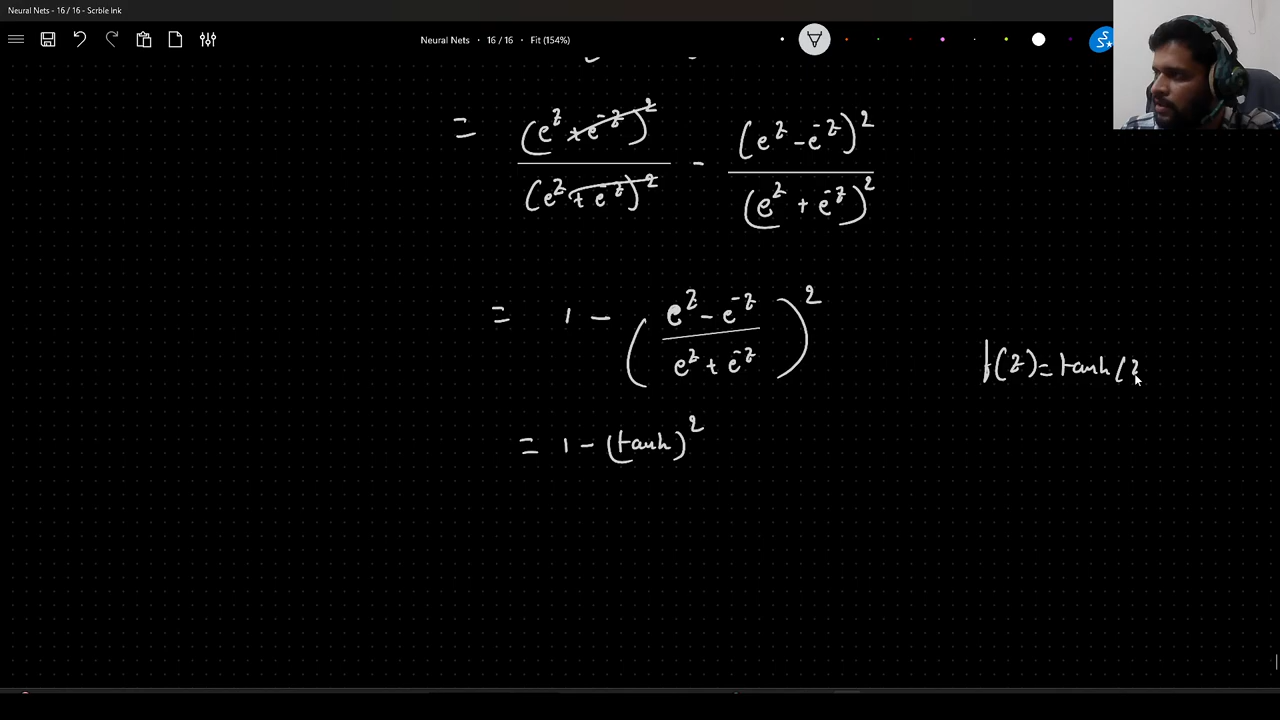 Neural Nets - 16 / 16 - Scrble Ink
Neural Nets • 16 / 16 • Fit (154%)
= (e^z + e^-z)^2 / (e^z + e^-z)^2 - (e^z - e^-z)^2 / (e^z + e^-z)^2
= 1 - ( e^z - e^-z / e^z + e^-z )^2
f(z) = tanh(z
= 1 - (tanh)^2